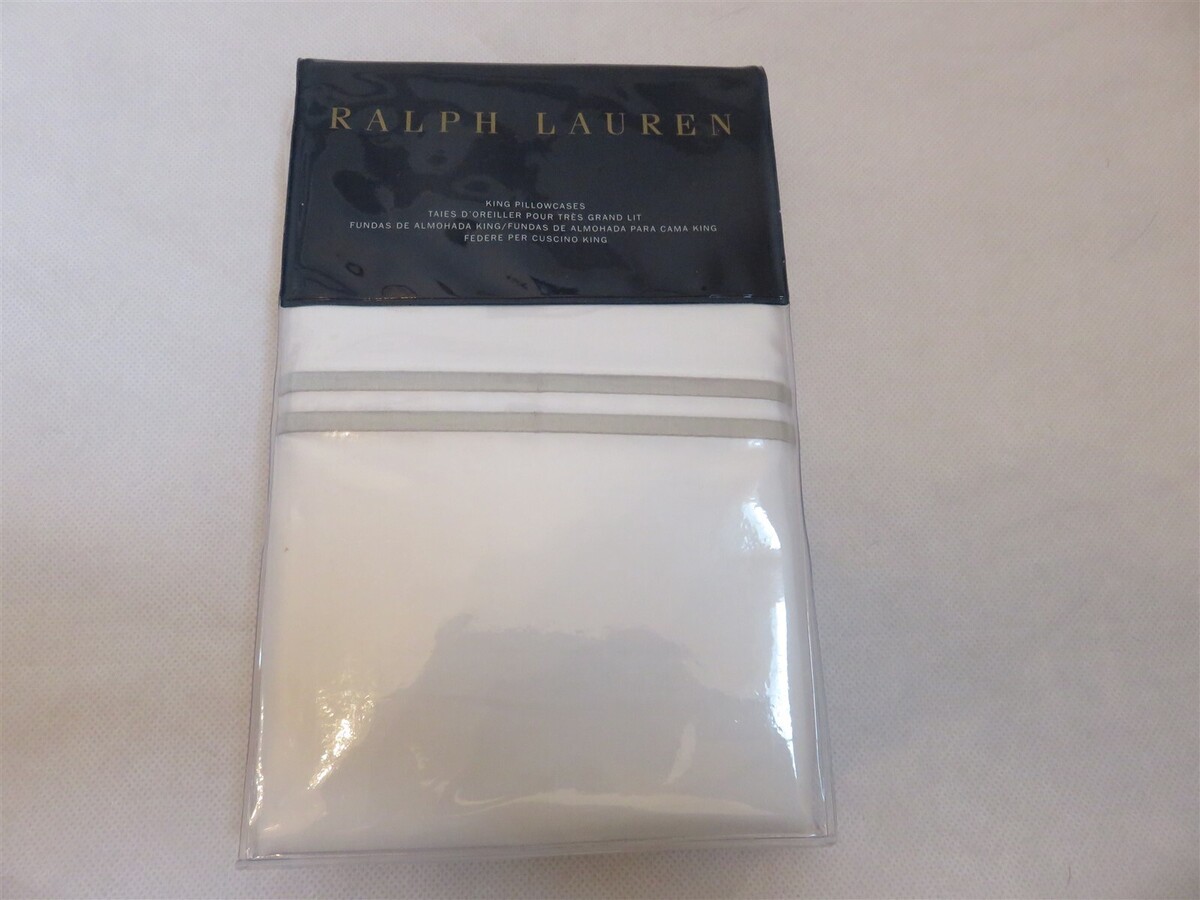 RALPH LAUREN
KING PILLOWCASES
TAIES D'OREILLER POUR TRÈS GRAND LIT
FUNDAS DE ALMOHADA KING/FUNDAS DE ALMOHADA PARA CAMA KING
FEDERE PER CUSCINO KING